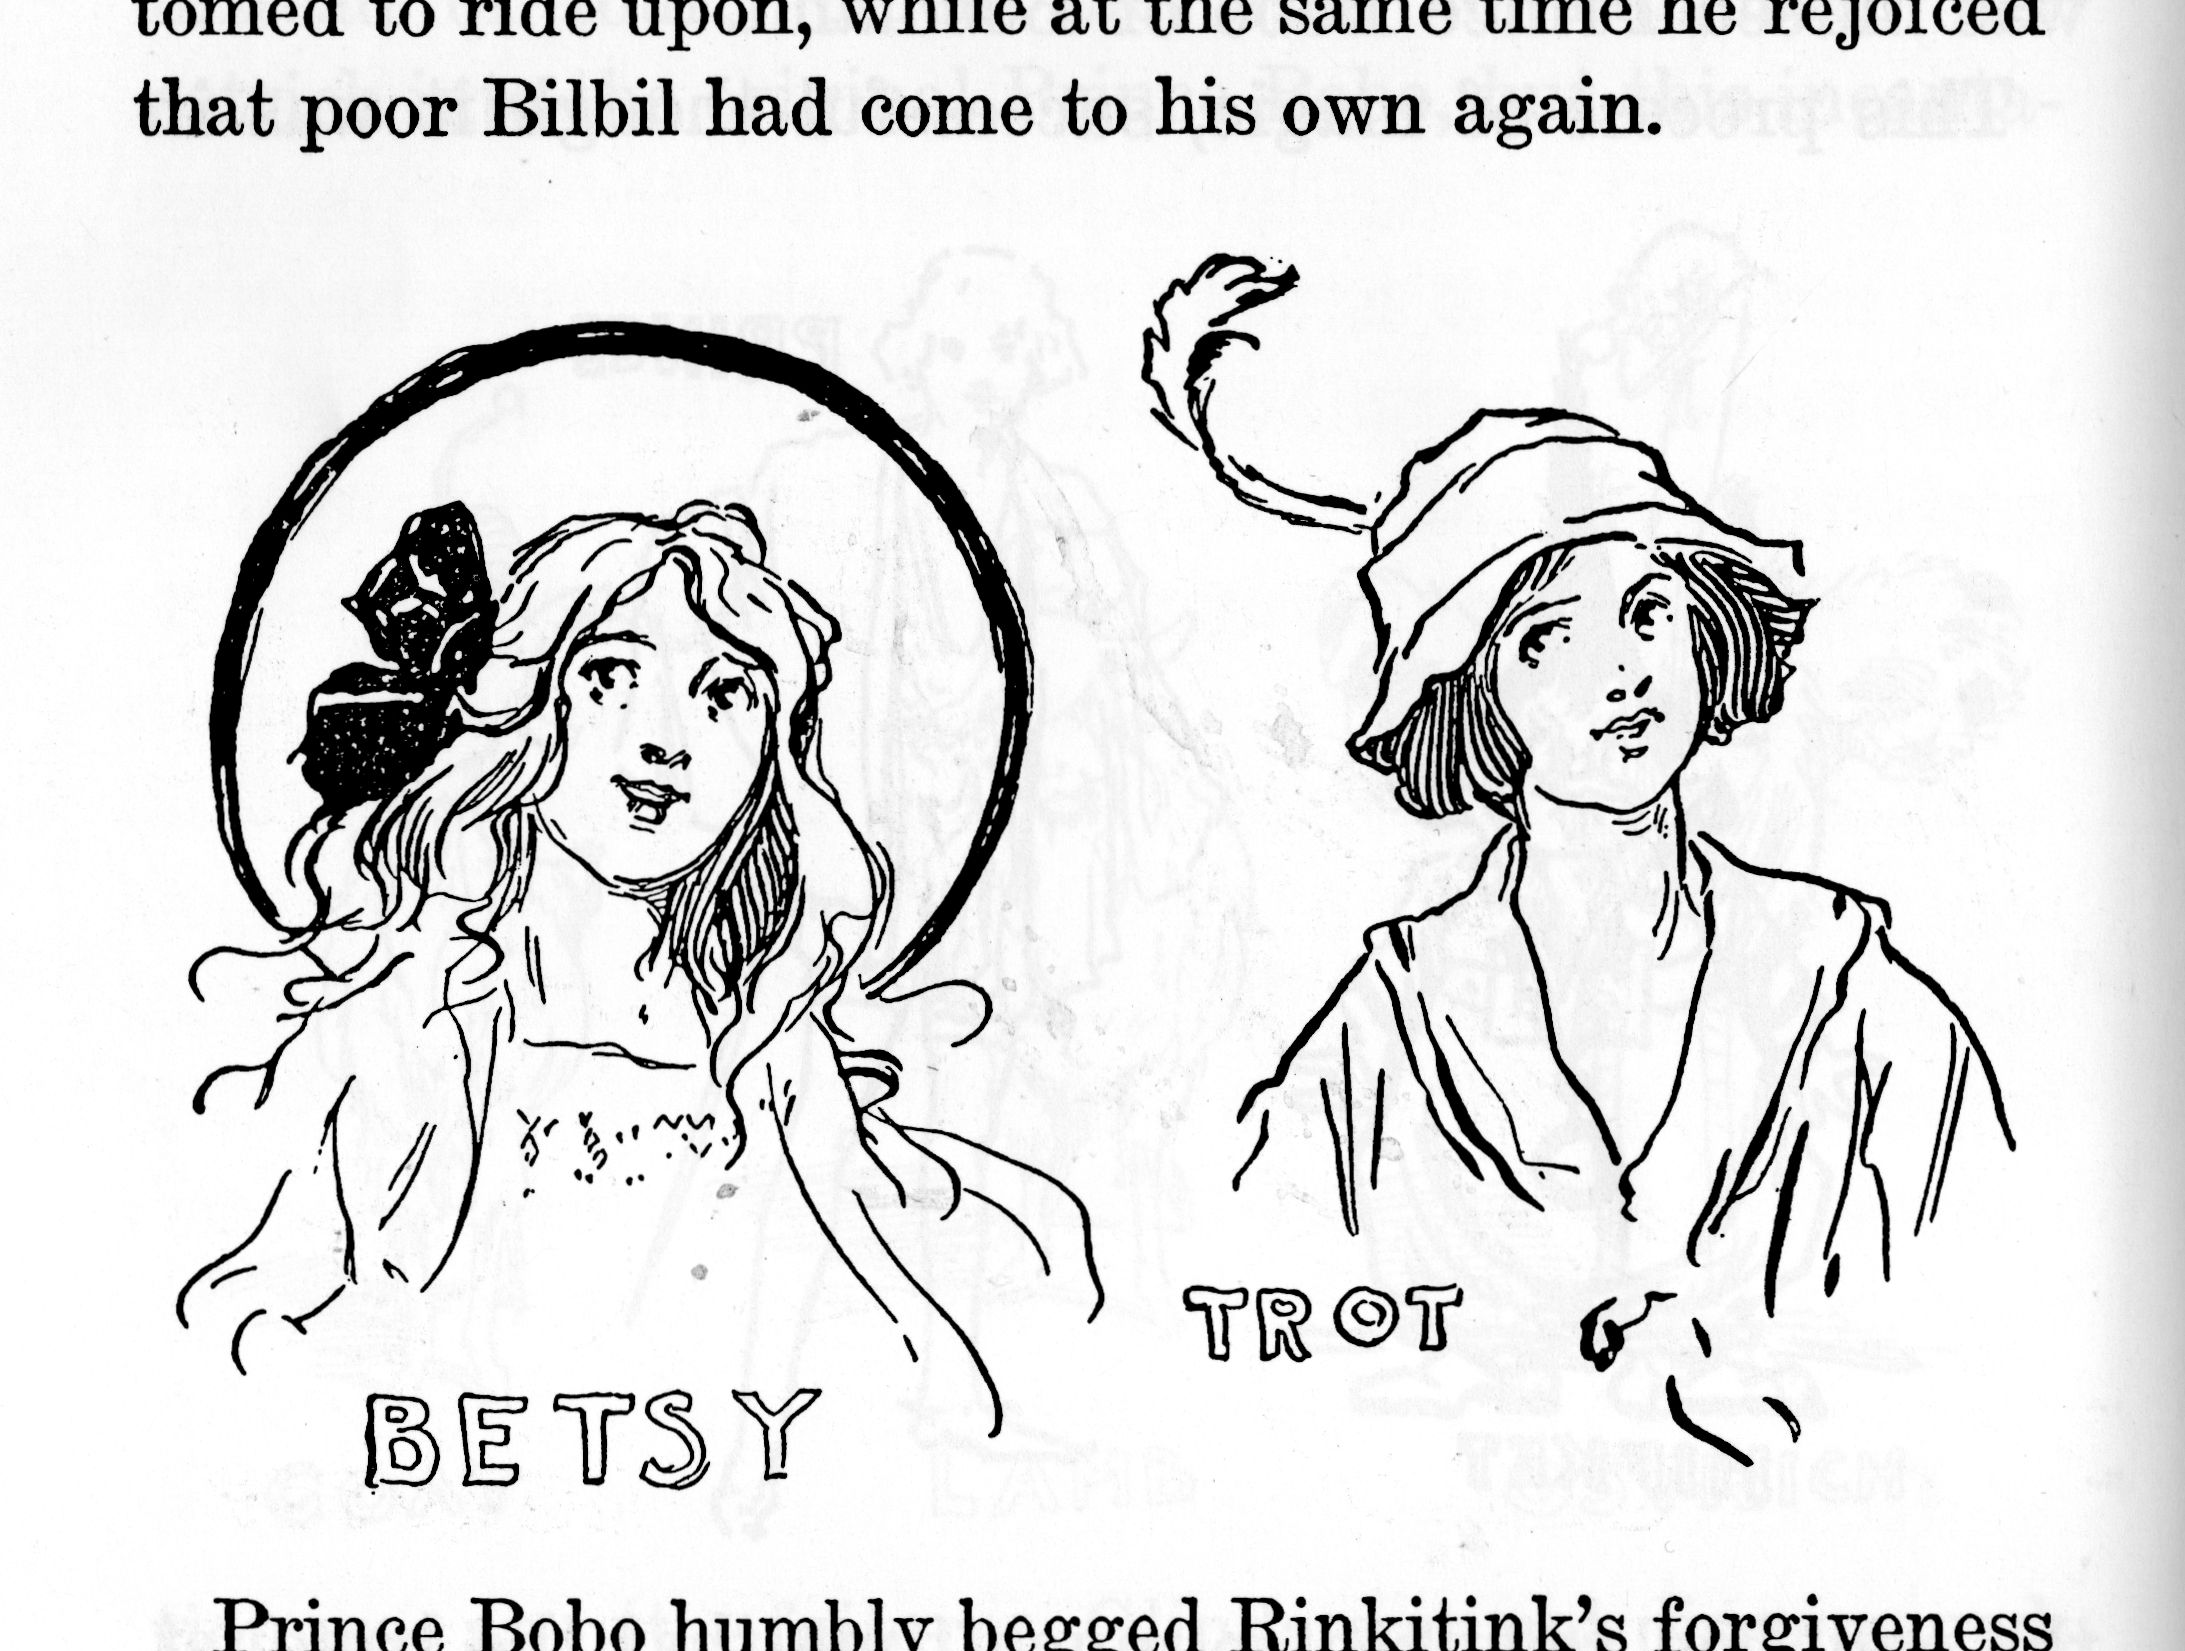 tomed to ride upon, while at the same time he rejoiced
that poor Bilbil had come to his own again.
TROT
BETSY
Prince Bobo humbly begged Rinkitink's forgiveness